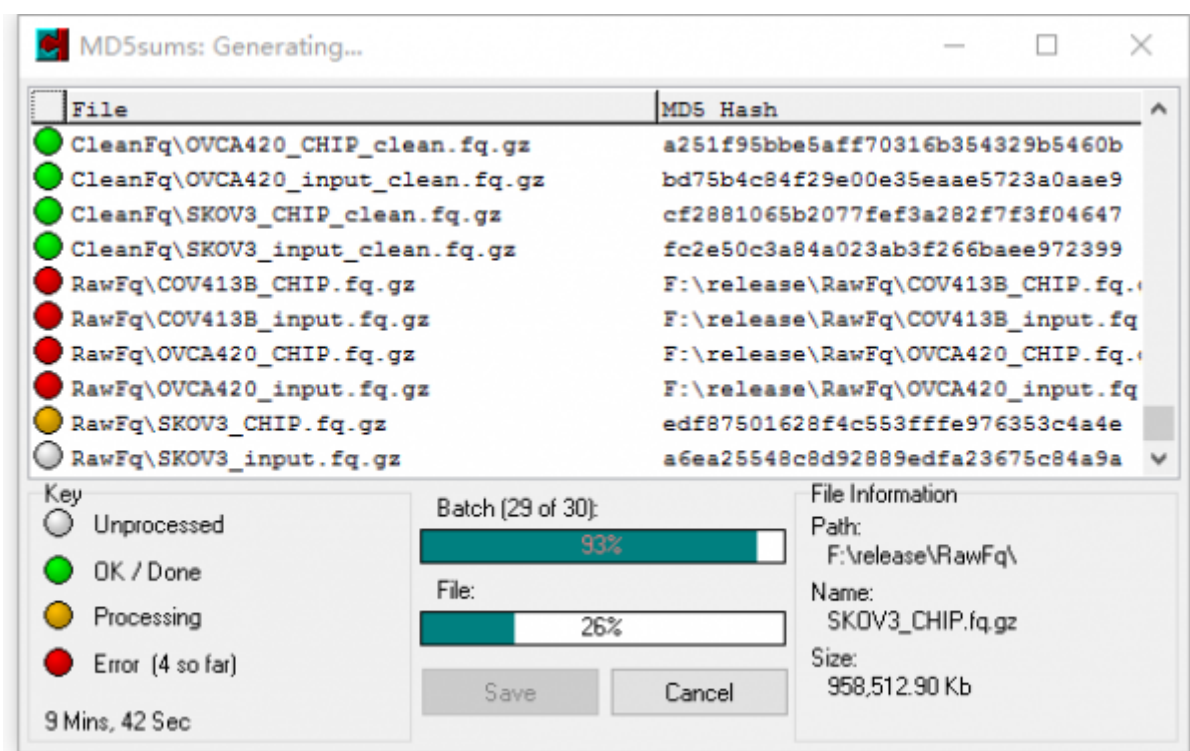 MD5sums: Generating...
File MD5 Hash
CleanFq\OVCA420_CHIP_clean.fq.gz a251f95bbe5aff70316b354329b5460b
CleanFq\OVCA420_input_clean.fq.gz bd75b4c84f29e00e35eaae5723a0aae9
CleanFq\SKOV3_CHIP_clean.fq.gz cf2881065b2077fef3a282f7f3f04647
CleanFq\SKOV3_input_clean.fq.gz fc2e50c3a84a023ab3f266baee972399
RawFq\COV413B_CHIP.fq.gz F:\release\RawFq\COV413B_CHIP.fq.
RawFq\COV413B_input.fq.gz F:\release\RawFq\COV413B_input.fq
RawFq\OVCA420_CHIP.fq.gz F:\release\RawFq\OVCA420_CHIP.fq.
RawFq\OVCA420_input.fq.gz F:\release\RawFq\OVCA420_input.fq
RawFq\SKOV3_CHIP.fq.gz edf87501628f4c553fffe976353c4a4e
RawFq\SKOV3_input.fq.gz a6ea25548c8d92889edfa23675c84a9a
Key
Unprocessed
OK / Done
Processing
Error (4 so far)
9 Mins, 42 Sec
Batch (29 of 30):
93%
File:
26%
Save Cancel
File Information
Path:
F:\release\RawFq\
Name:
SKOV3_CHIP.fq.gz
Size:
958,512.90 Kb